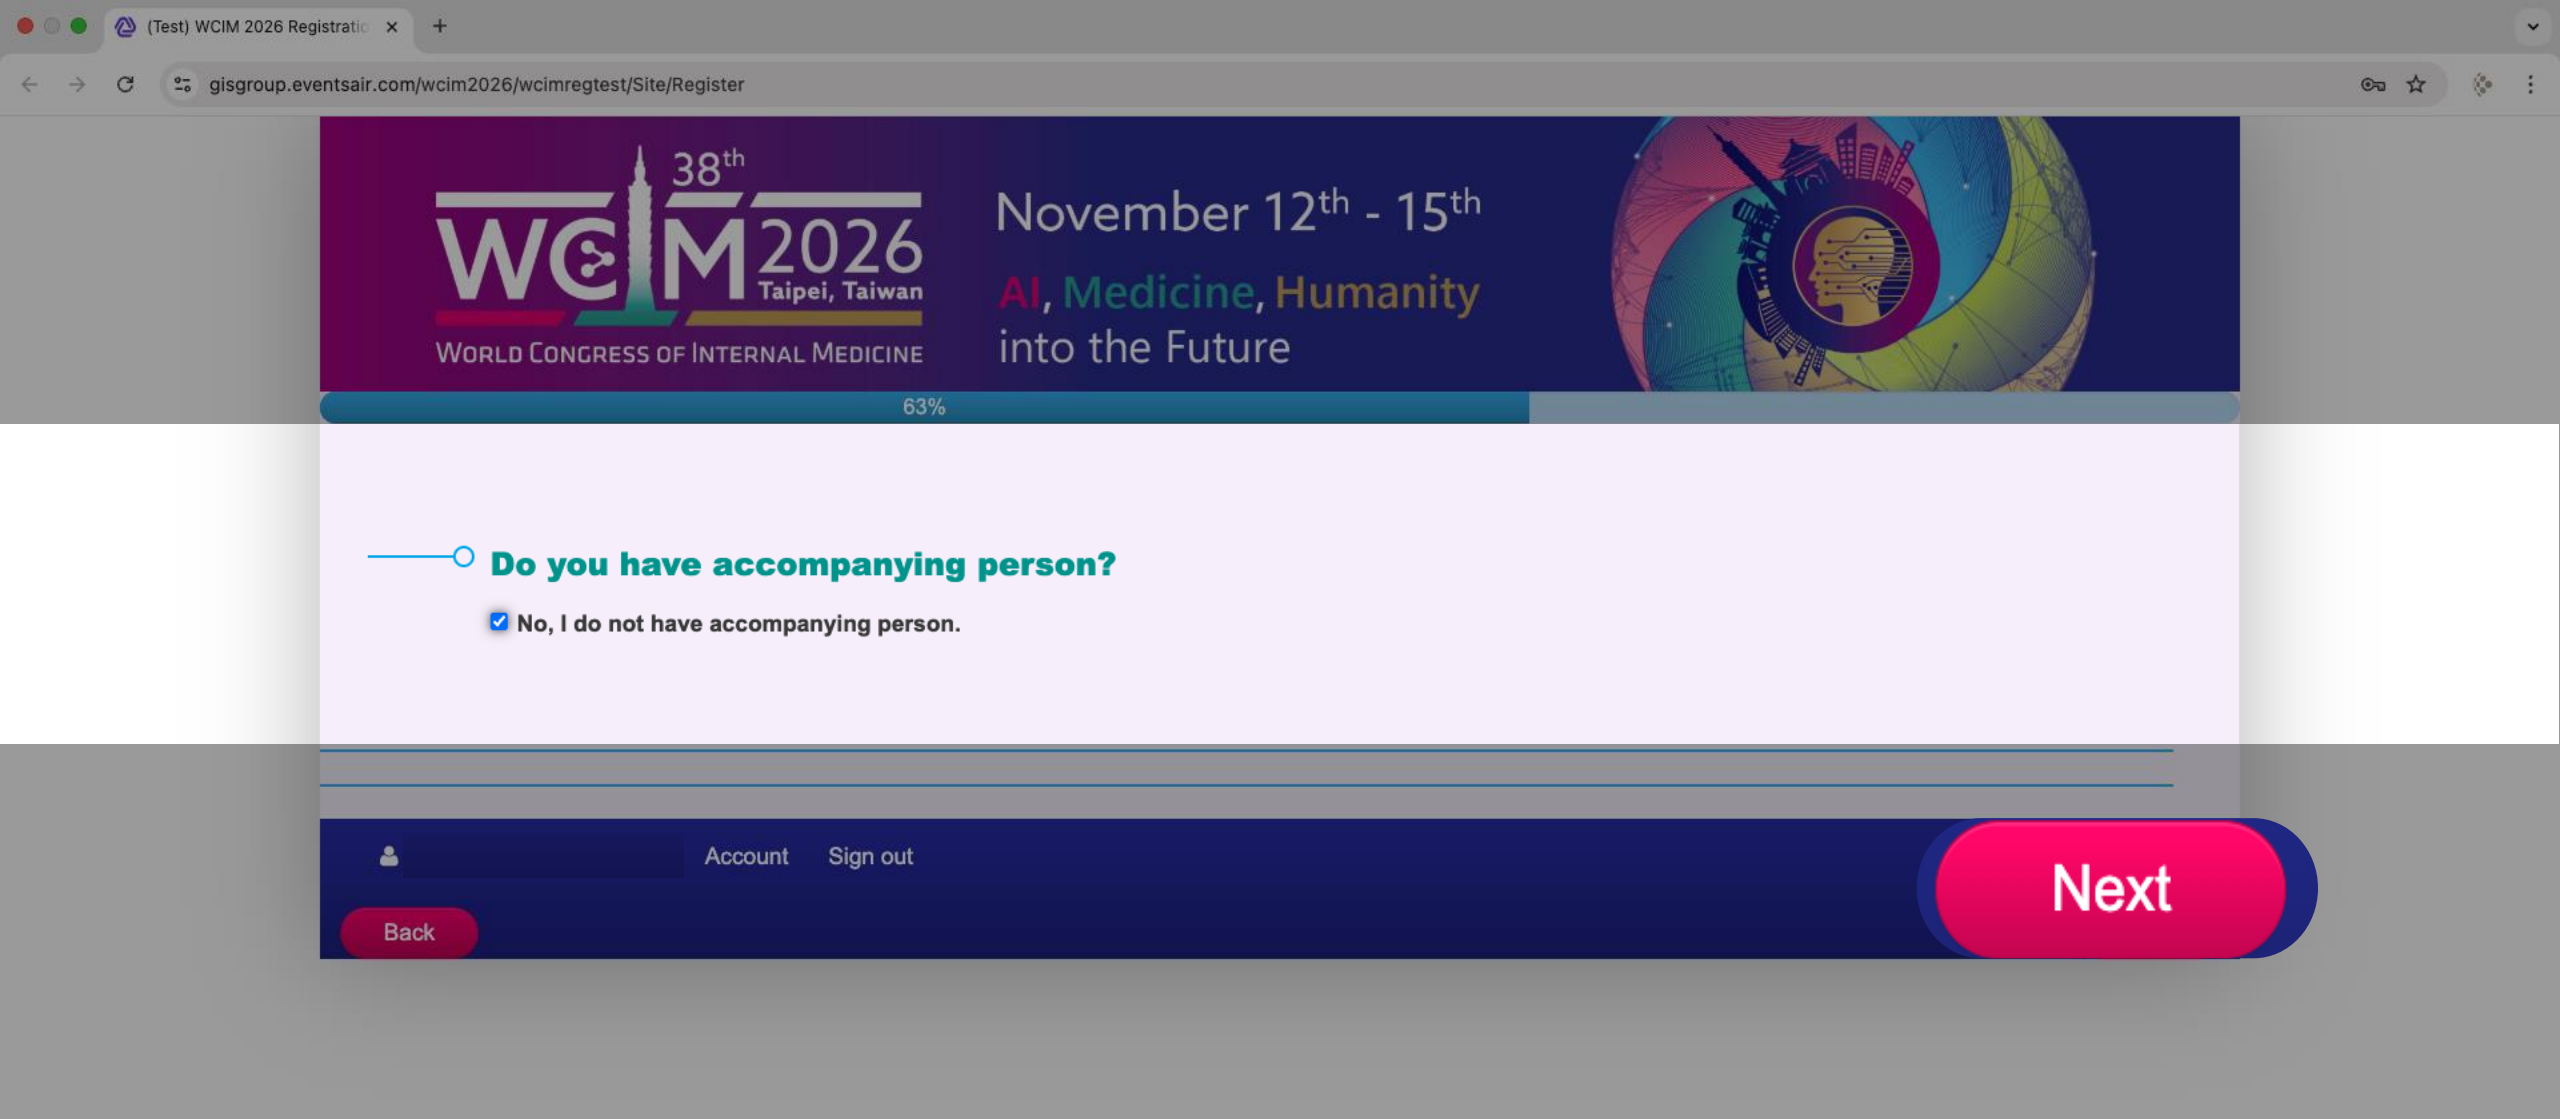 (Test) WCIM 2026 Registratio
gisgroup.eventsair.com/wcim2026/wcimregtest/Site/Register
38th
WCIM 2026
Taipei, Taiwan
WORLD CONGRESS OF INTERNAL MEDICINE
November 12th - 15th
AI, Medicine, Humanity
into the Future
63%
Do you have accompanying person?
No, I do not have accompanying person.
Account Sign out
Next
Back